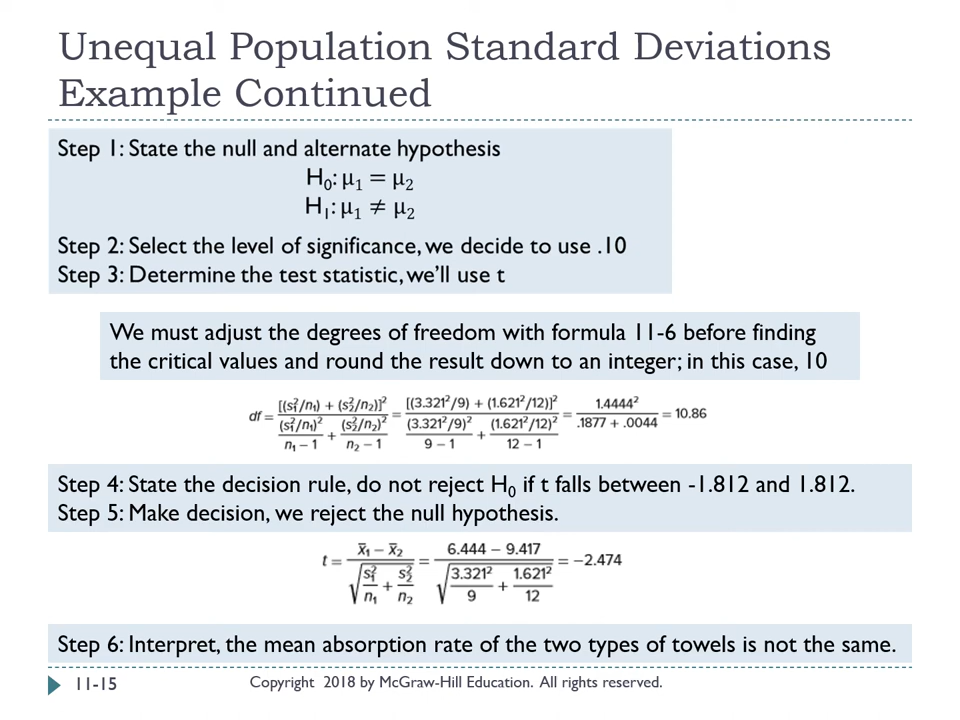 Unequal Population Standard Deviations
Example Continued
Step 1: State the null and alternate hypothesis
H₀: μ₁ = μ₂
H₁: μ₁ ≠ μ₂
Step 2: Select the level of significance, we decide to use .10
Step 3: Determine the test statistic, we'll use t
We must adjust the degrees of freedom with formula 11-6 before finding
the critical values and round the result down to an integer; in this case, 10
df = [(s₁²/n₁) + (s₂²/n₂)]² / ((s₁²/n₁)²/(n₁ − 1) + (s₂²/n₂)²/(n₂ − 1)) = [(3.321²/9) + (1.621²/12)]² / ((3.321²/9)²/(9 − 1) + (1.621²/12)²/(12 − 1)) = 1.4444² / (.1877 + .0044) = 10.86
Step 4: State the decision rule, do not reject H₀ if t falls between -1.812 and 1.812.
Step 5: Make decision, we reject the null hypothesis.
t = (x̄₁ − x̄₂) / √(s₁²/n₁ + s₂²/n₂) = (6.444 − 9.417) / √(3.321²/9 + 1.621²/12) = −2.474
Step 6: Interpret, the mean absorption rate of the two types of towels is not the same.
11-15
Copyright 2018 by McGraw-Hill Education. All rights reserved.